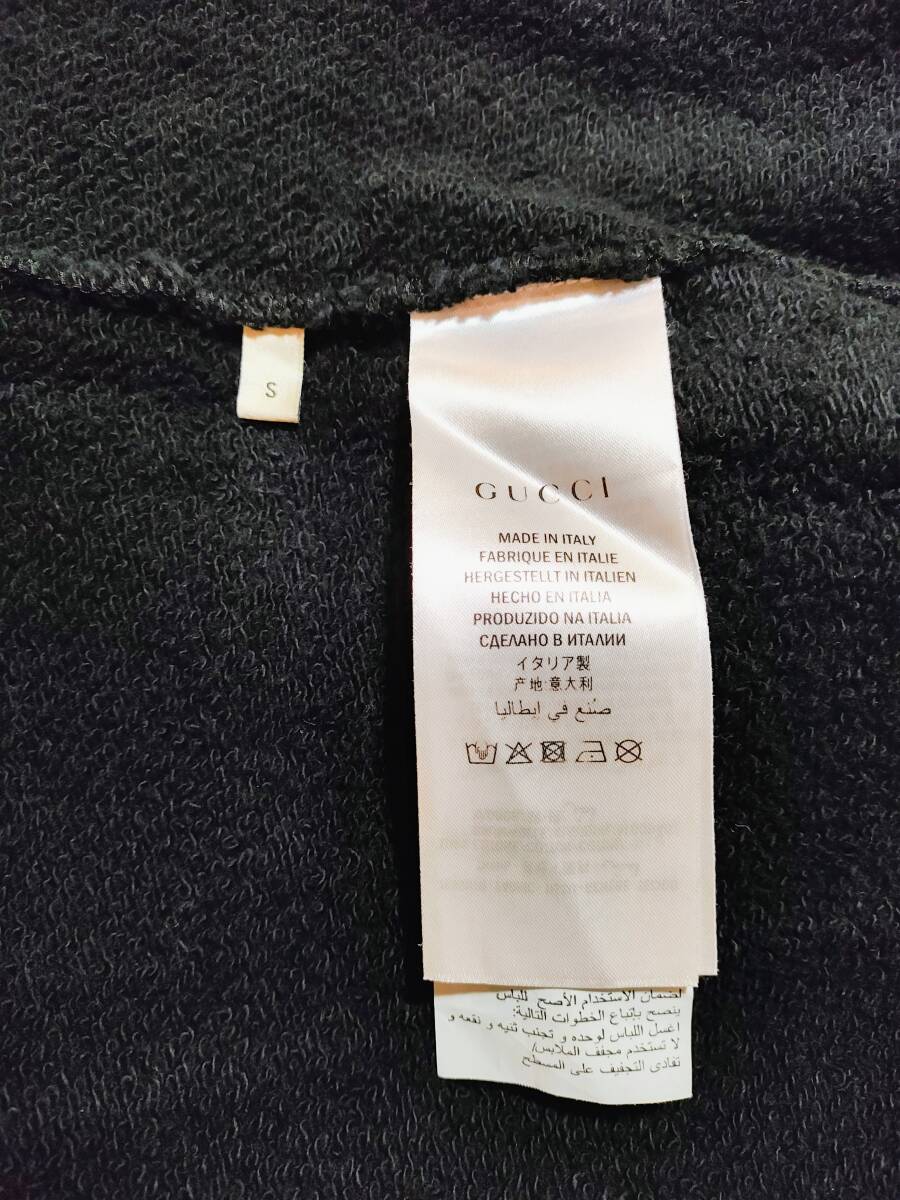 S
GUCCI
MADE IN ITALY
FABRIQUE EN ITALIE
HERGESTELLT IN ITALIEN
HECHO EN ITALIA
PRODUZIDO NA ITALIA
СДЕЛАНО В ИТАЛИИ
イタリア製
产地:意大利
صُنع في إيطاليا
لضمان الاستخدام الأصح للباس
ينصح بإتباع الخطوات التالية:
اغسل اللباس لوحده و تجنب ثنيه و نقعه و
لا تستخدم مجفف الملابس/
تفادى التجفيف على المسطح